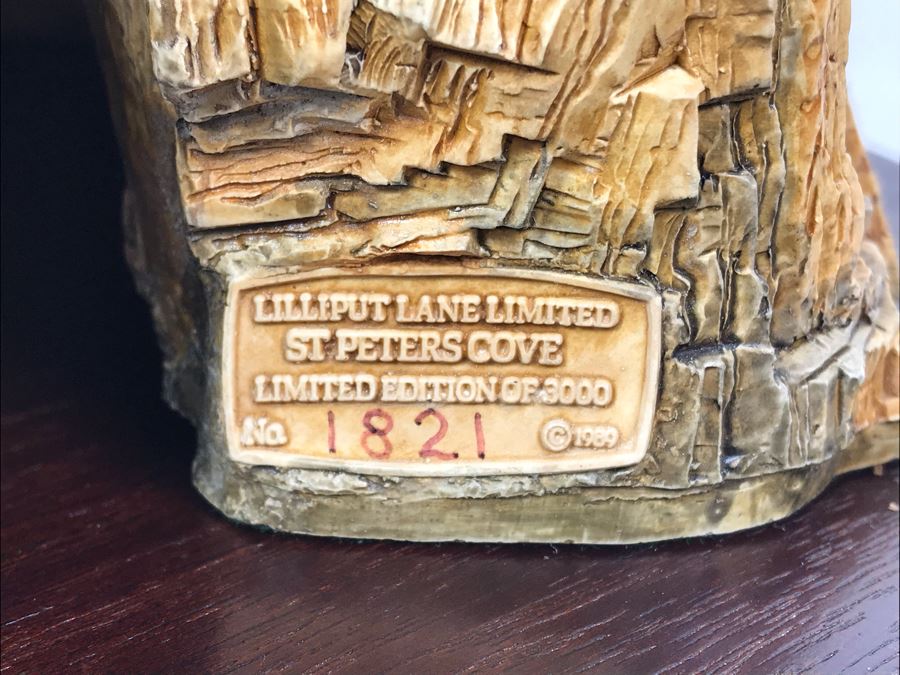 LILLIPUT LANE LIMITED
ST PETERS COVE
LIMITED EDITION OF 3000
No. 1821 © 1989